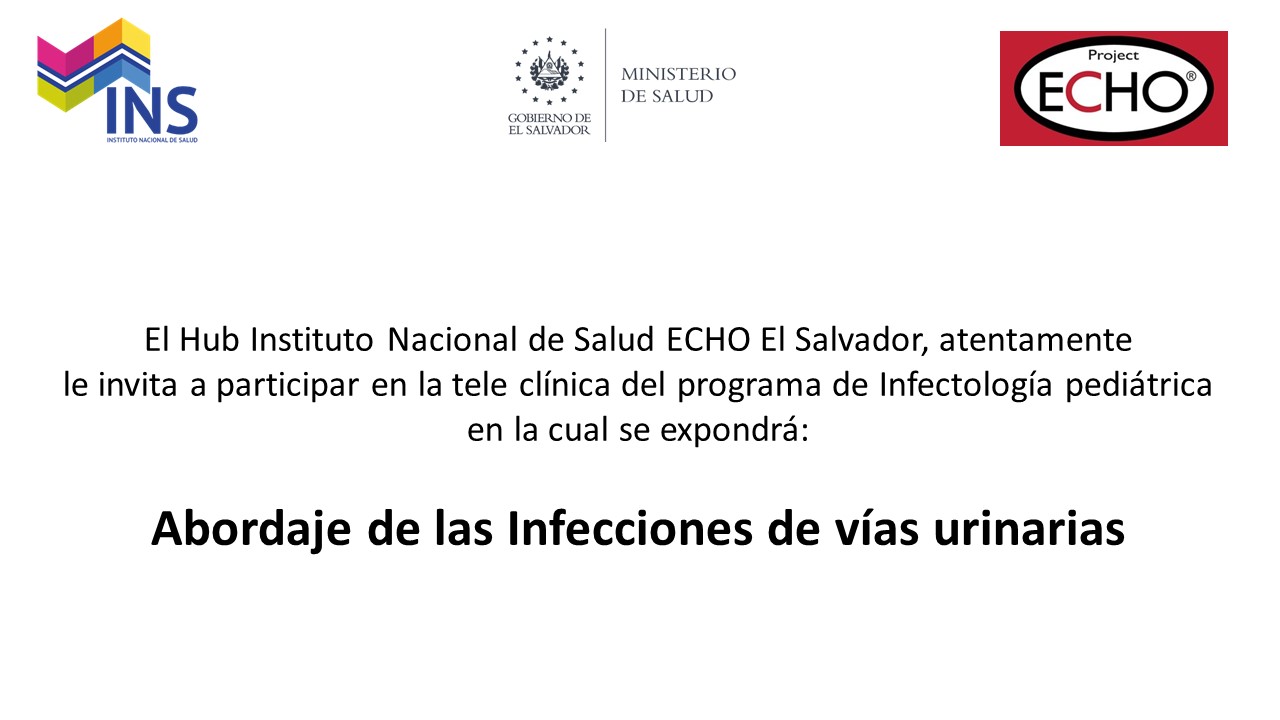 INS
INSTITUTO NACIONAL DE SALUD
GOBIERNO DE
EL SALVADOR
MINISTERIO
DE SALUD
Project
ECHO®
El Hub Instituto Nacional de Salud ECHO El Salvador, atentamente
le invita a participar en la tele clínica del programa de Infectología pediátrica
en la cual se expondrá:
Abordaje de las Infecciones de vías urinarias